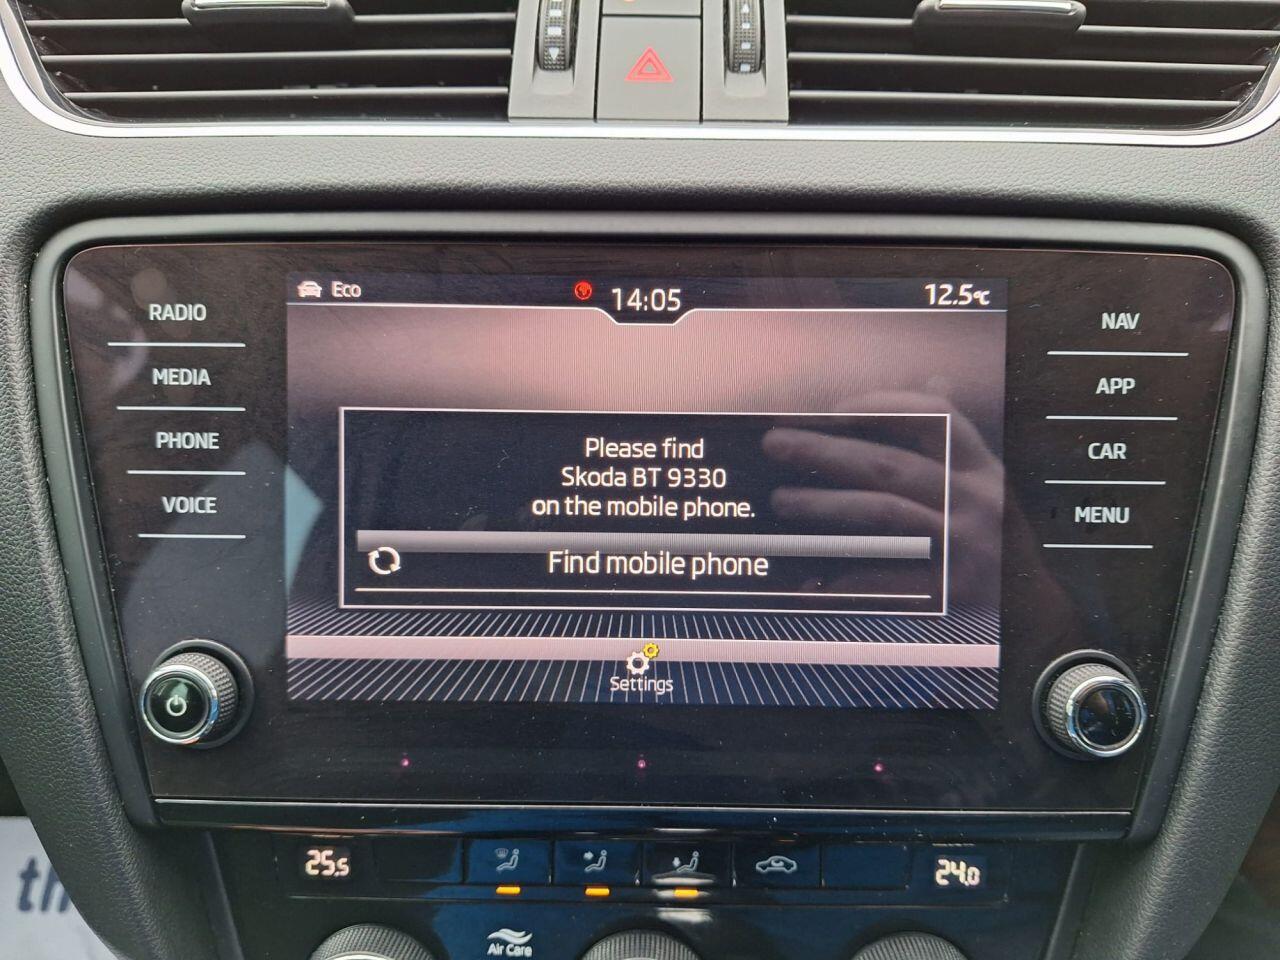 Eco
14:05
12.5°C
RADIO
MEDIA
PHONE
VOICE
NAV
APP
CAR
MENU
Please find
Skoda BT 9330
on the mobile phone.
Find mobile phone
Settings
25.5
24.0
Air Care
th